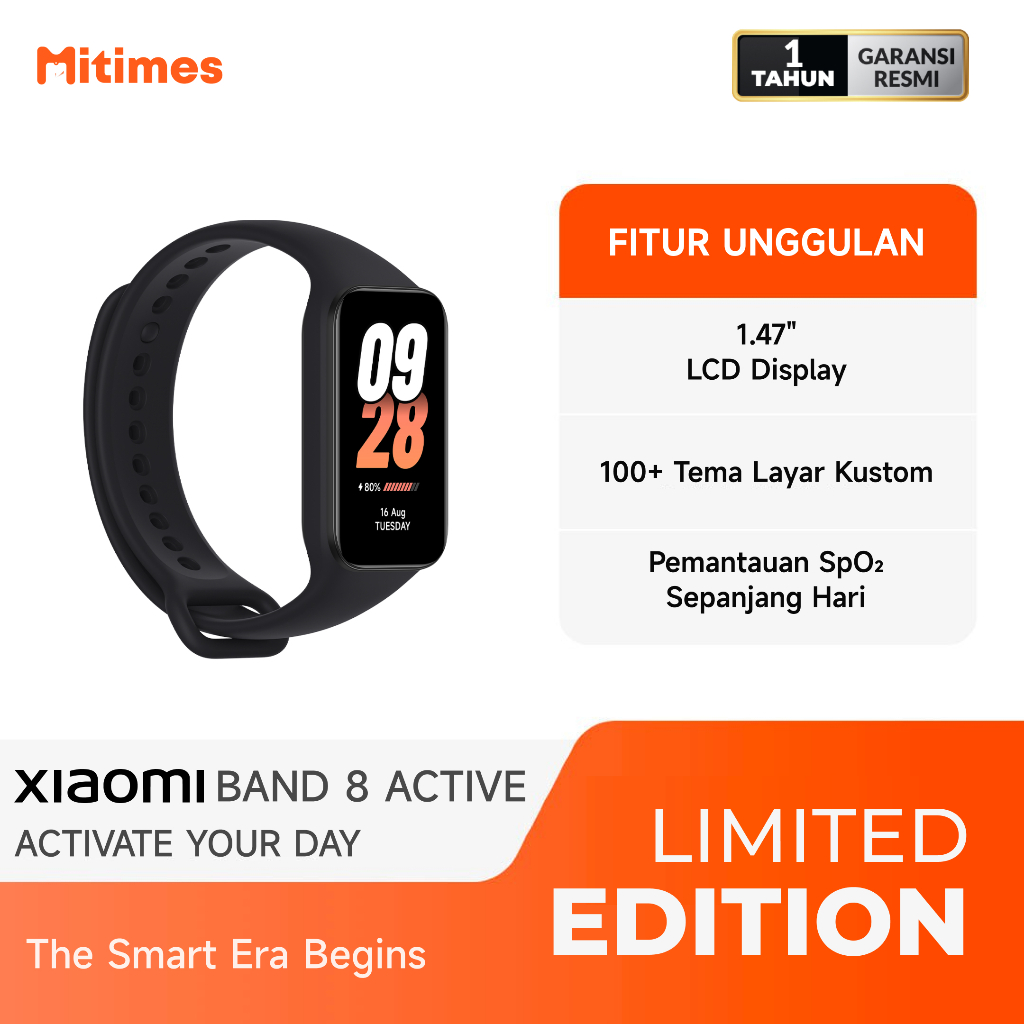 Mitimes
1
TAHUN
GARANSI
RESMI
FITUR UNGGULAN
1.47"
LCD Display
100+ Tema Layar Kustom
Pemantauan SpO₂
Sepanjang Hari
09
28
80%
16 Aug
TUESDAY
xiaomi BAND 8 ACTIVE
ACTIVATE YOUR DAY
LIMITED
EDITION
The Smart Era Begins